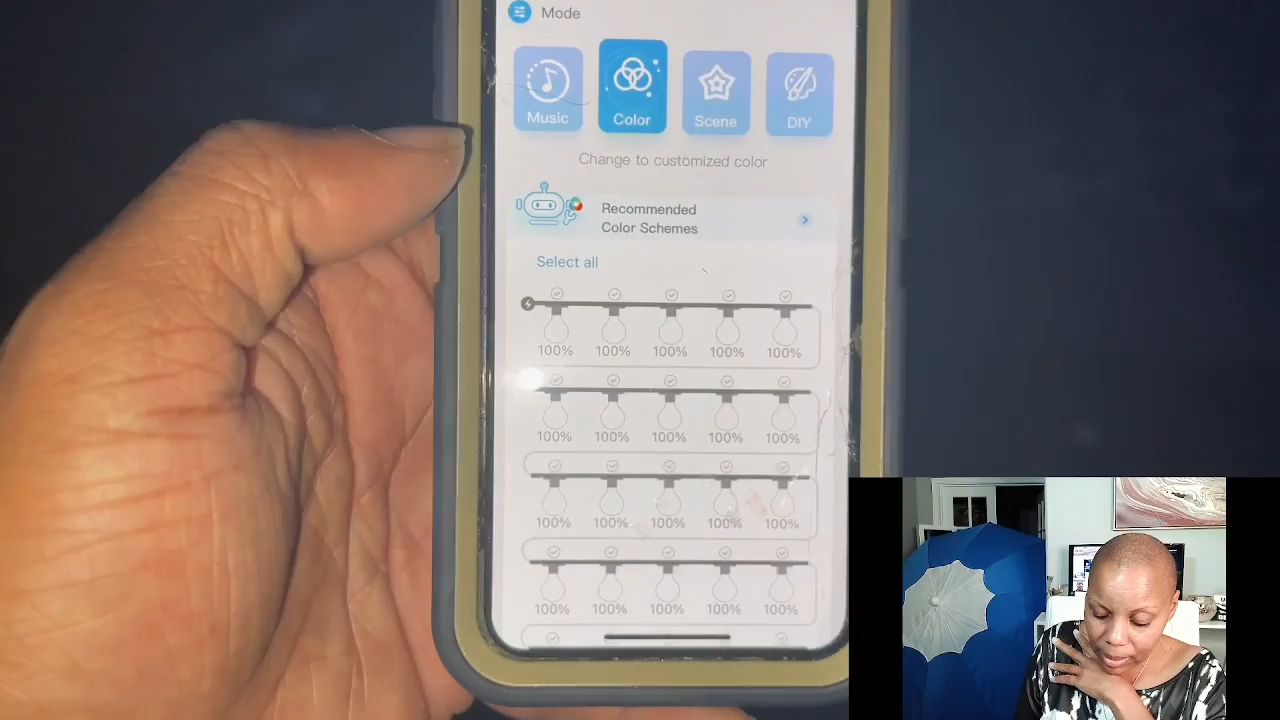 Mode
Music Color Scene DIY
Change to customized color
Recommended
Color Schemes
Select all
100% 100% 100% 100% 100%
100% 100% 100% 100% 100%
100% 100% 100% 100% 100%
100% 100% 100% 100% 100%